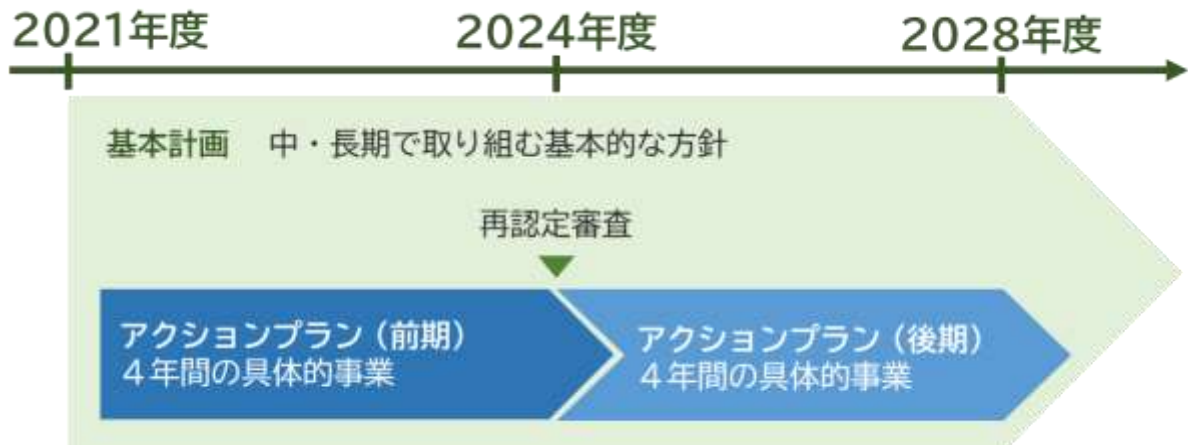 2021年度 2024年度 2028年度
基本計画 中・長期で取り組む基本的な方針
再認定審査
アクションプラン（前期）
４年間の具体的事業
アクションプラン（後期）
４年間の具体的事業